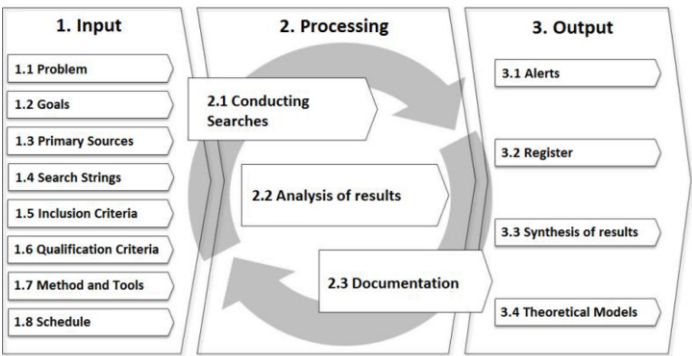 1. Input
1.1 Problem
1.2 Goals
1.3 Primary Sources
1.4 Search Strings
1.5 Inclusion Criteria
1.6 Qualification Criteria
1.7 Method and Tools
1.8 Schedule
2. Processing
2.1 Conducting
Searches
2.2 Analysis of results
2.3 Documentation
3. Output
3.1 Alerts
3.2 Register
3.3 Synthesis of results
3.4 Theoretical Models